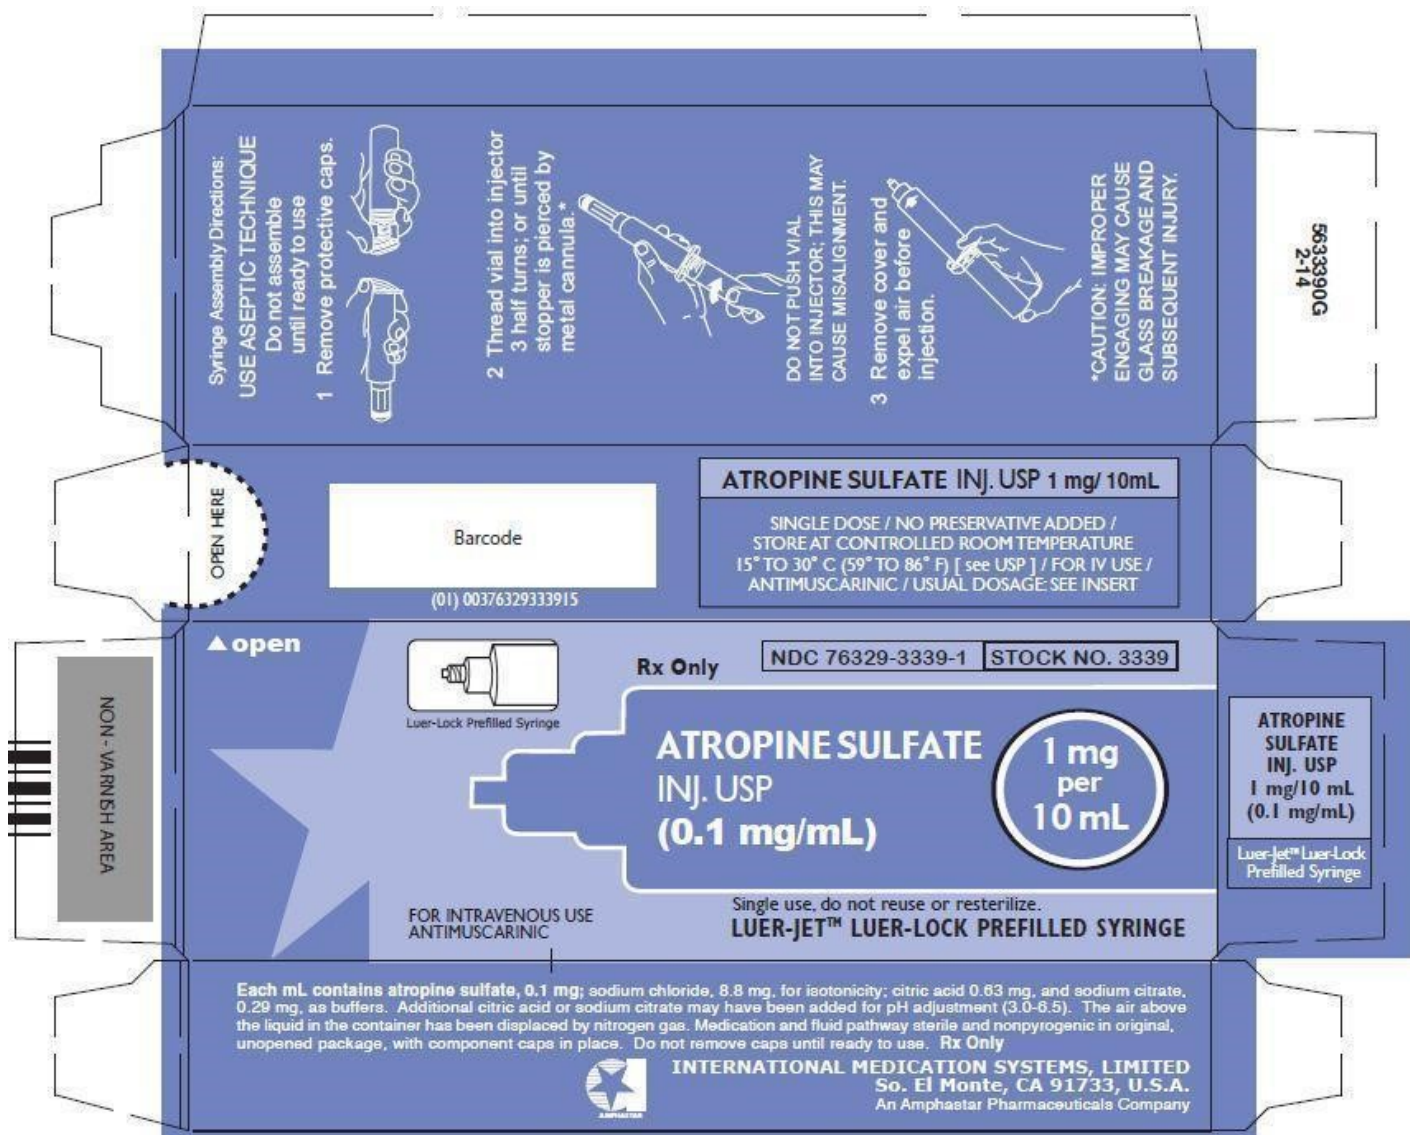 Syringe Assembly Directions:
USE ASEPTIC TECHNIQUE
Do not assemble
until ready to use
1 Remove protective caps.
2 Thread vial into injector
3 half turns; or until
stopper is pierced by
metal cannula.*
DO NOT PUSH VIAL
INTO INJECTOR; THIS MAY
CAUSE MISALIGNMENT.
3 Remove cover and
expel air before
injection.
*CAUTION: IMPROPER
ENGAGING MAY CAUSE
GLASS BREAKAGE AND
SUBSEQUENT INJURY.
5633390G
2-14
OPEN HERE
Barcode
(01) 00376329333915
ATROPINE SULFATE INJ. USP 1 mg/ 10mL
SINGLE DOSE / NO PRESERVATIVE ADDED /
STORE AT CONTROLLED ROOM TEMPERATURE
15° TO 30° C (59° TO 86° F) [ see USP ] / FOR IV USE /
ANTIMUSCARINIC / USUAL DOSAGE: SEE INSERT
▲open
NON - VARNISH AREA
Luer-Lock Prefilled Syringe
Rx Only
NDC 76329-3339-1 STOCK NO. 3339
ATROPINE SULFATE
INJ. USP
(0.1 mg/mL)
1 mg
per
10 mL
FOR INTRAVENOUS USE
ANTIMUSCARINIC
Single use, do not reuse or resterilize.
LUER-JET™ LUER-LOCK PREFILLED SYRINGE
ATROPINE
SULFATE
INJ. USP
1 mg/10 mL
(0.1 mg/mL)
Luer-Jet™ Luer-Lock
Prefilled Syringe
Each mL contains atropine sulfate, 0.1 mg; sodium chloride, 8.8 mg, for isotonicity; citric acid 0.63 mg, and sodium citrate,
0.29 mg, as buffers. Additional citric acid or sodium citrate may have been added for pH adjustment (3.0-6.5). The air above
the liquid in the container has been displaced by nitrogen gas. Medication and fluid pathway sterile and nonpyrogenic in original,
unopened package, with component caps in place. Do not remove caps until ready to use. Rx Only
AMPHASTAR
INTERNATIONAL MEDICATION SYSTEMS, LIMITED
So. El Monte, CA 91733, U.S.A.
An Amphastar Pharmaceuticals Company